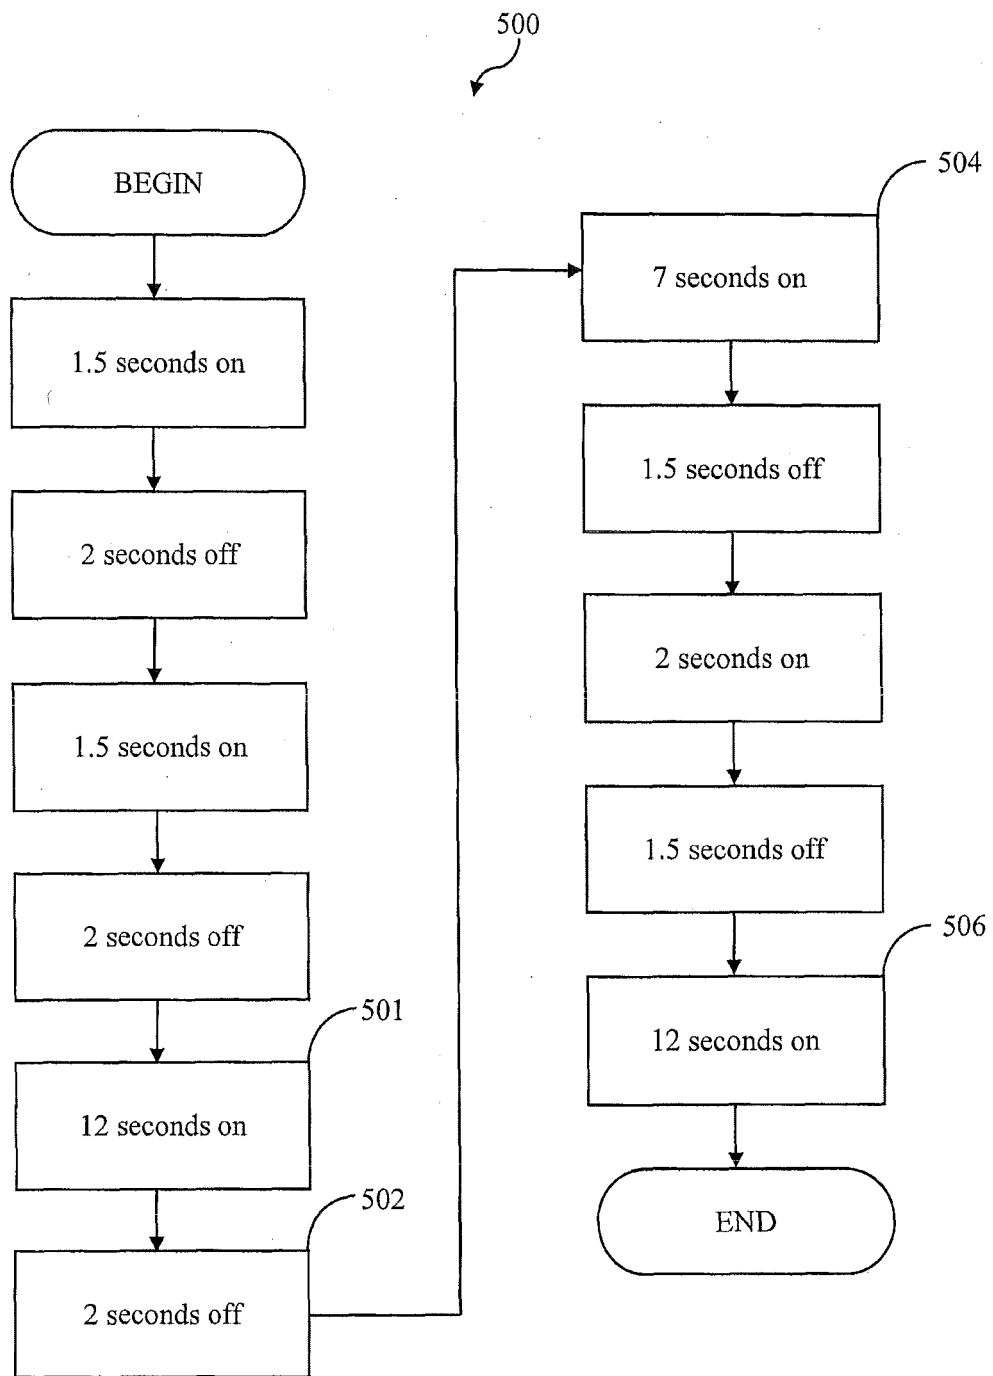 500
BEGIN
1.5 seconds on
2 seconds off
1.5 seconds on
2 seconds off
501
12 seconds on
502
2 seconds off
504
7 seconds on
1.5 seconds off
2 seconds on
1.5 seconds off
506
12 seconds on
END